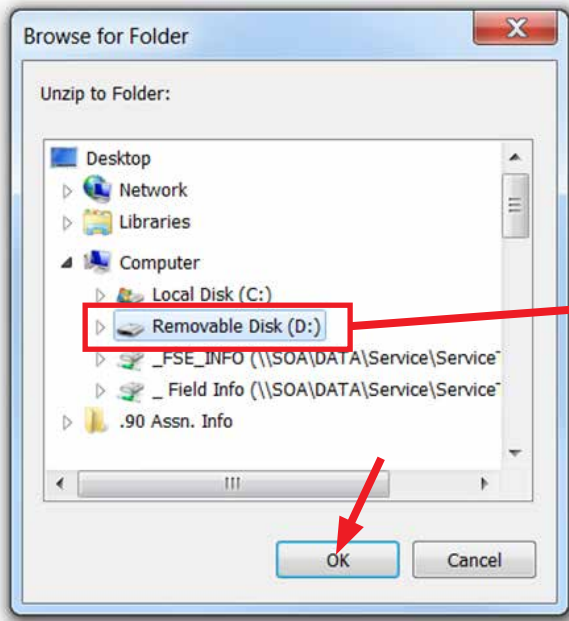 Browse for Folder
X
Unzip to Folder:
Desktop
Network
Libraries
Computer
Local Disk (C:)
Removable Disk (D:)
_FSE_INFO (\\SOA\DATA\Service\Service
_ Field Info (\\SOA\DATA\Service\Service
.90 Assn. Info
OK
Cancel